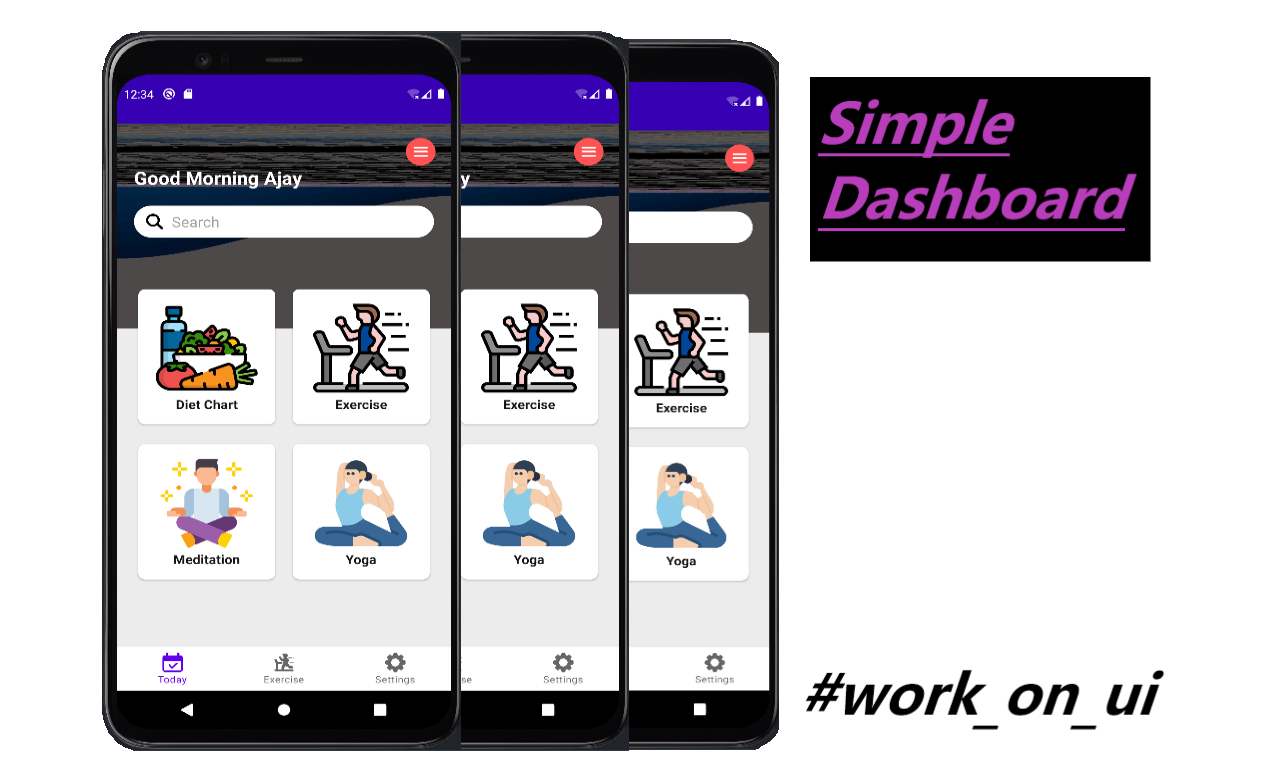 12:34
Good Morning Ajay
y
Search
Diet Chart
Exercise
Exercise
Exercise
Meditation
Yoga
Yoga
Yoga
Today
Exercise
Settings
se
Settings
Settings
Simple
Dashboard
#work_on_ui